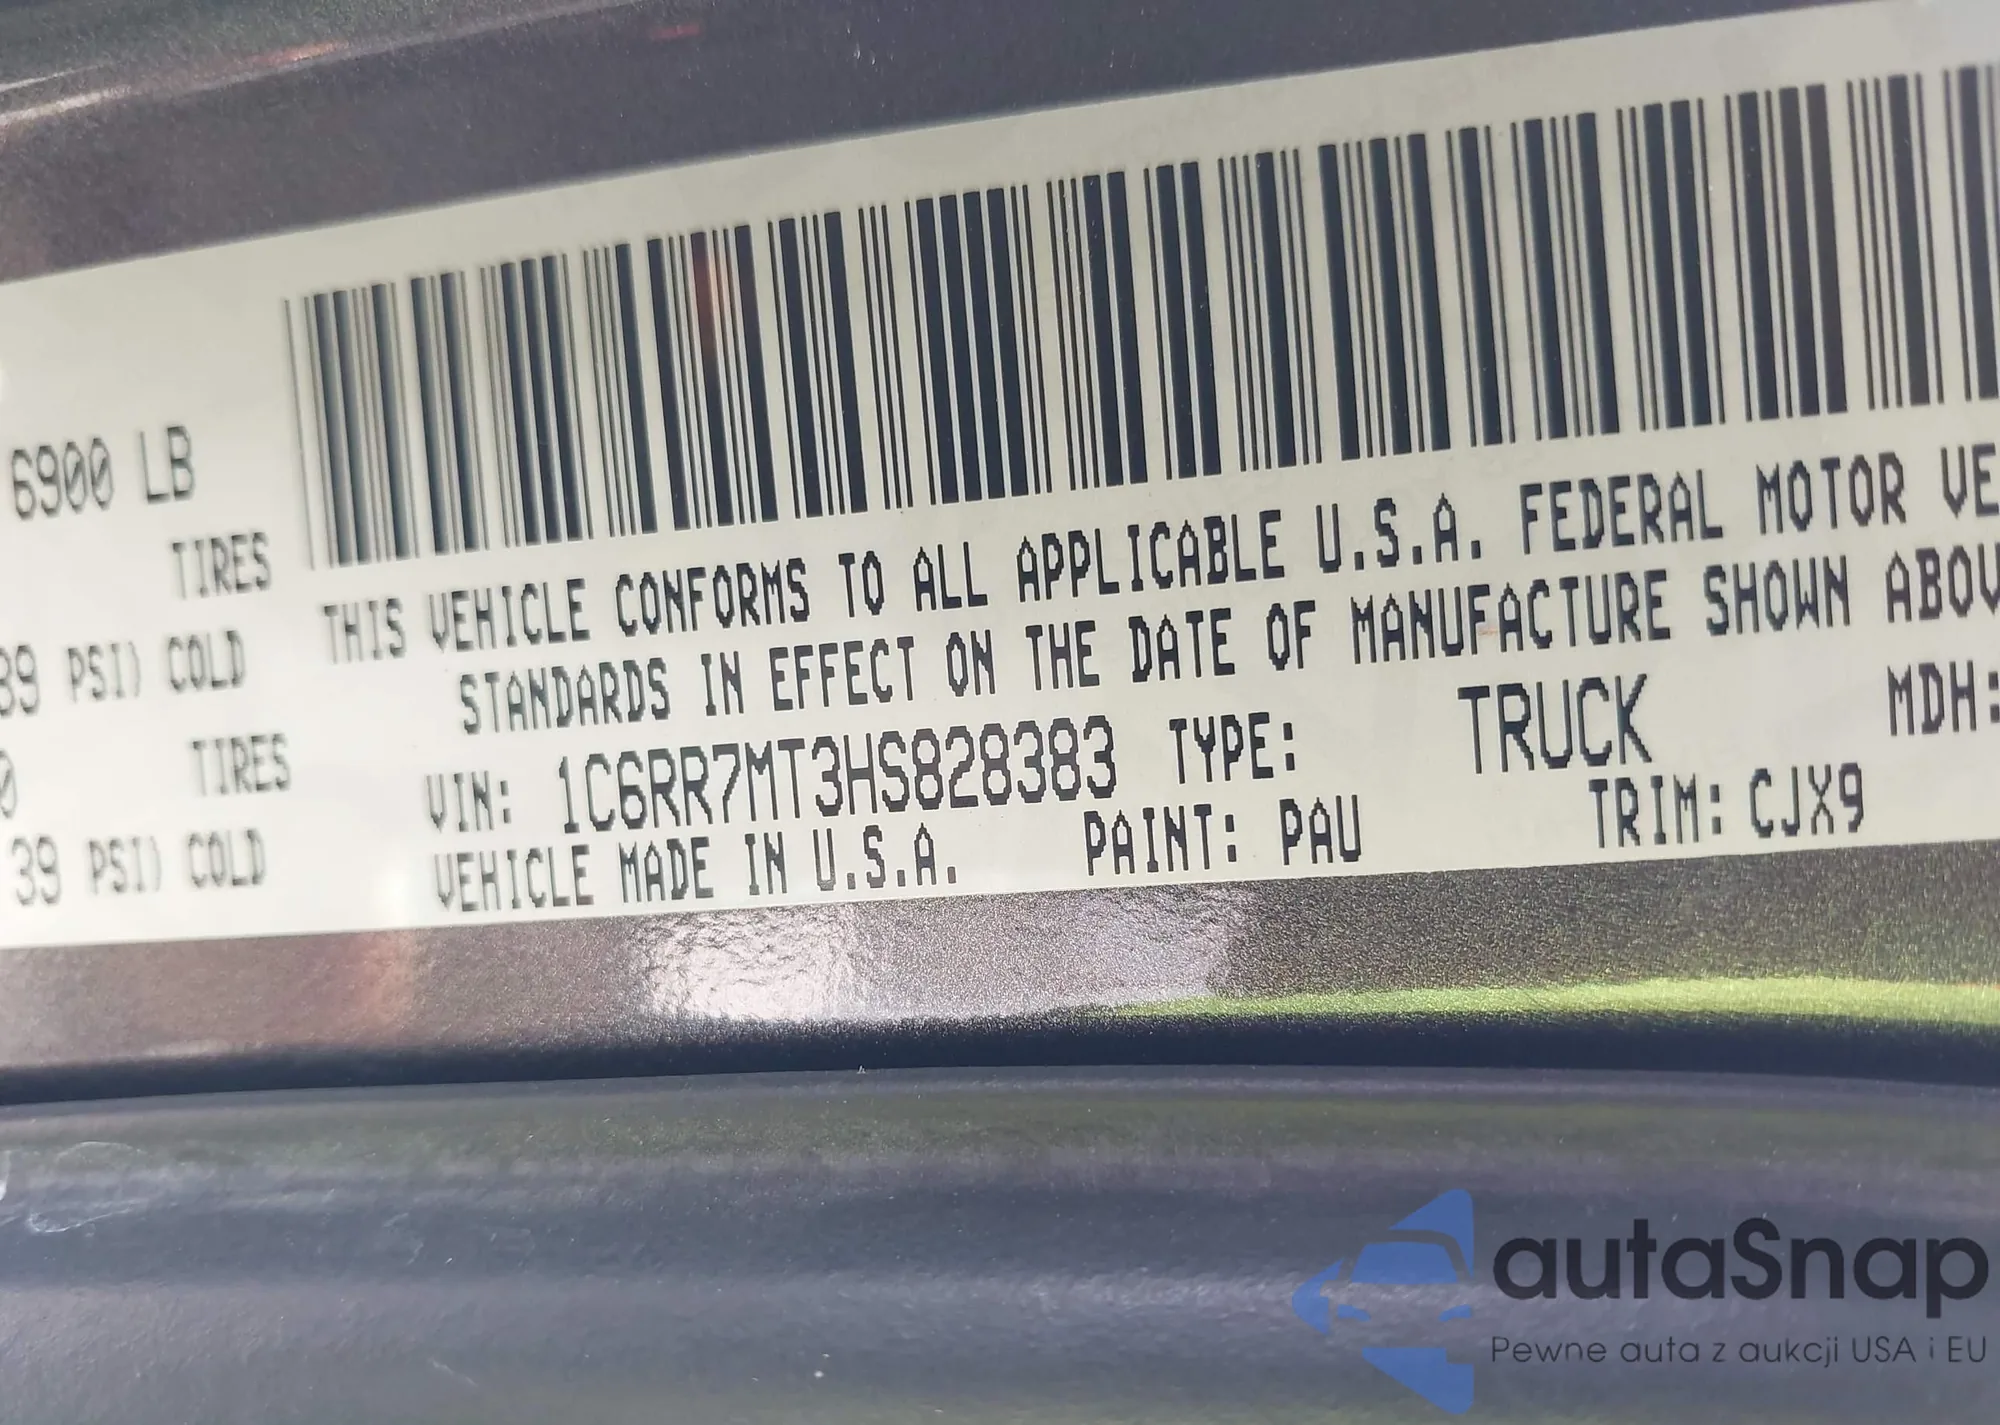 6900 LB
TIRES
39 PSI) COLD
0 TIRES
39 PSI) COLD
THIS VEHICLE CONFORMS TO ALL APPLICABLE U.S.A. FEDERAL MOTOR VE
STANDARDS IN EFFECT ON THE DATE OF MANUFACTURE SHOWN ABOV
VIN: 1C6RR7MT3HS828383 TYPE: TRUCK MDH:
VEHICLE MADE IN U.S.A. PAINT: PAU TRIM: CJX9
autaSnap
Pewne auta z aukcji USA i EU